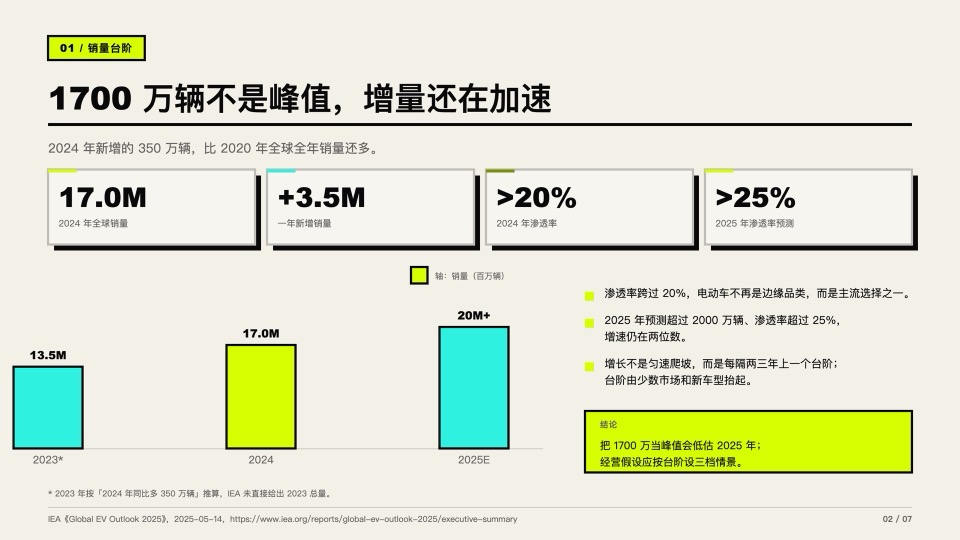 01 / 销量台阶
1700 万辆不是峰值，增量还在加速
2024 年新增的 350 万辆，比 2020 年全球全年销量还多。
17.0M
2024 年全球销量
+3.5M
一年新增销量
>20%
2024 年渗透率
>25%
2025 年渗透率预测
轴：销量（百万辆）
13.5M
17.0M
20M+
2023*
2024
2025E
渗透率跨过 20%，电动车不再是边缘品类，而是主流选择之一。
2025 年预测超过 2000 万辆、渗透率超过 25%，
增速仍在两位数。
增长不是匀速爬坡，而是每隔两三年上一个台阶；
台阶由少数市场和新车型抬起。
结论
把 1700 万当峰值会低估 2025 年；
经营假设应按台阶设三档情景。
* 2023 年按「2024 年同比多 350 万辆」推算，IEA 未直接给出 2023 总量。
IEA《Global EV Outlook 2025》，2025-05-14，https://www.iea.org/reports/global-ev-outlook-2025/executive-summary
02 / 07